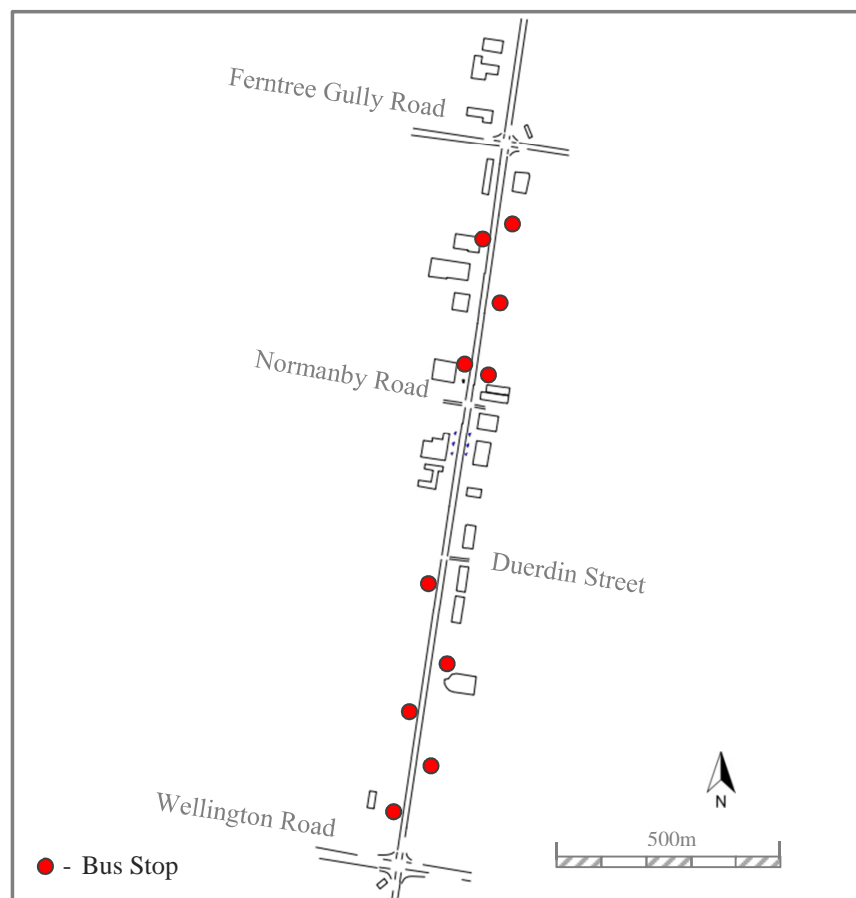 Ferntree Gully Road
Normanby Road
Duerdin Street
Wellington Road
N
500m
- Bus Stop